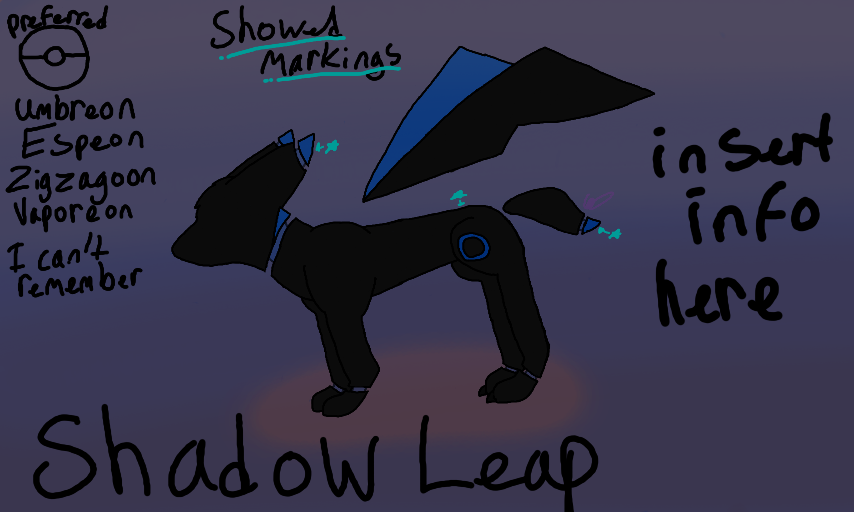 preferred
Umbreon
Espeon
Zigzagoon
Vaporeon
I can't
remember
Showed
Markings
insert
info
here
Shadow Leap